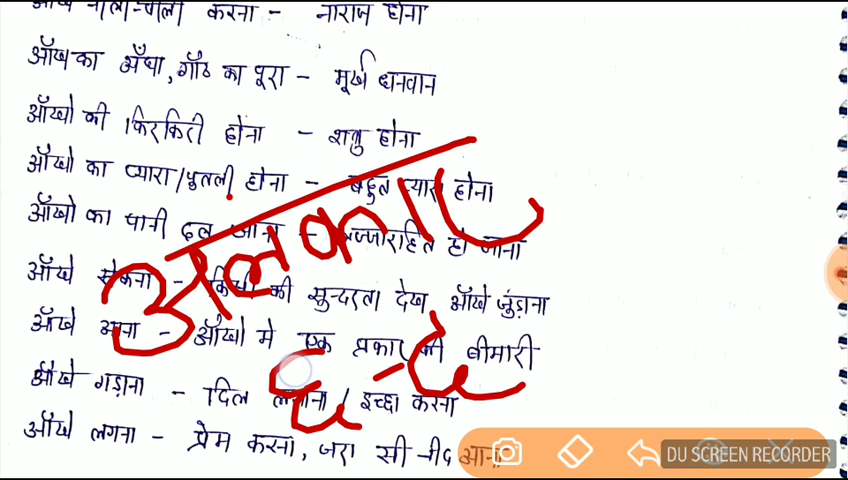 करना - नाराज होना
आँख का अँधा, गाँठ का पूरा - मूर्ख धनवान
आँखो की किरकिरी होना - शत्रु होना
आँखो का प्यारा/पुतली होना - बहुत प्यारा होना
आँखो का पानी ढल जाना - लज्जारहित हो जाना
आँखे सेकना - किसी की सुन्दरता देख आँखे जुड़ाना
आँखे आना - आँखो मे एक प्रकार की बीमारी
आँखे गड़ाना - दिल लगाना / इच्छा करना
आँखे लगना - प्रेम करना, जरा सी नीद आना
अलंकार
DU SCREEN RECORDER